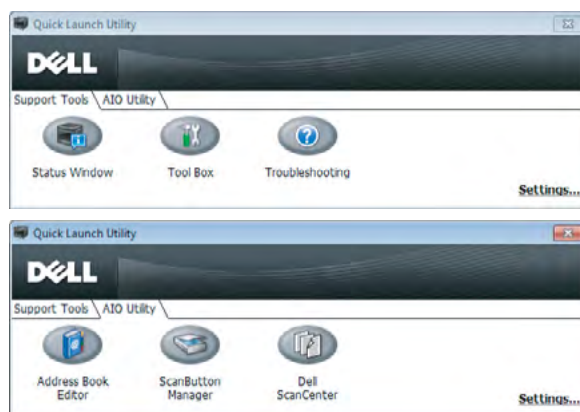 Quick Launch Utility
DELL
Support Tools AIO Utility
Status Window Tool Box Troubleshooting
Settings...
Quick Launch Utility
DELL
Support Tools AIO Utility
Address Book Editor ScanButton Manager Dell ScanCenter
Settings...